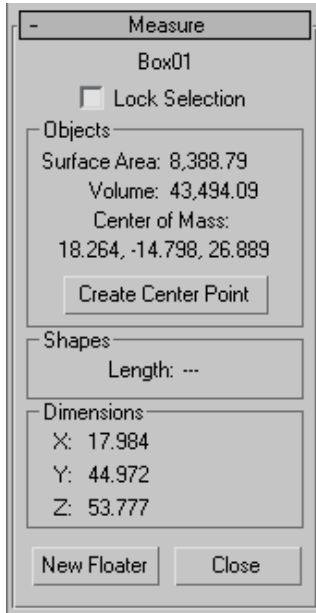 - Measure
Box01
Lock Selection
Objects
Surface Area: 8,388.79
Volume: 43,494.09
Center of Mass:
18.264, -14.798, 26.889
Create Center Point
Shapes
Length: ---
Dimensions
X: 17.984
Y: 44.972
Z: 53.777
New Floater Close